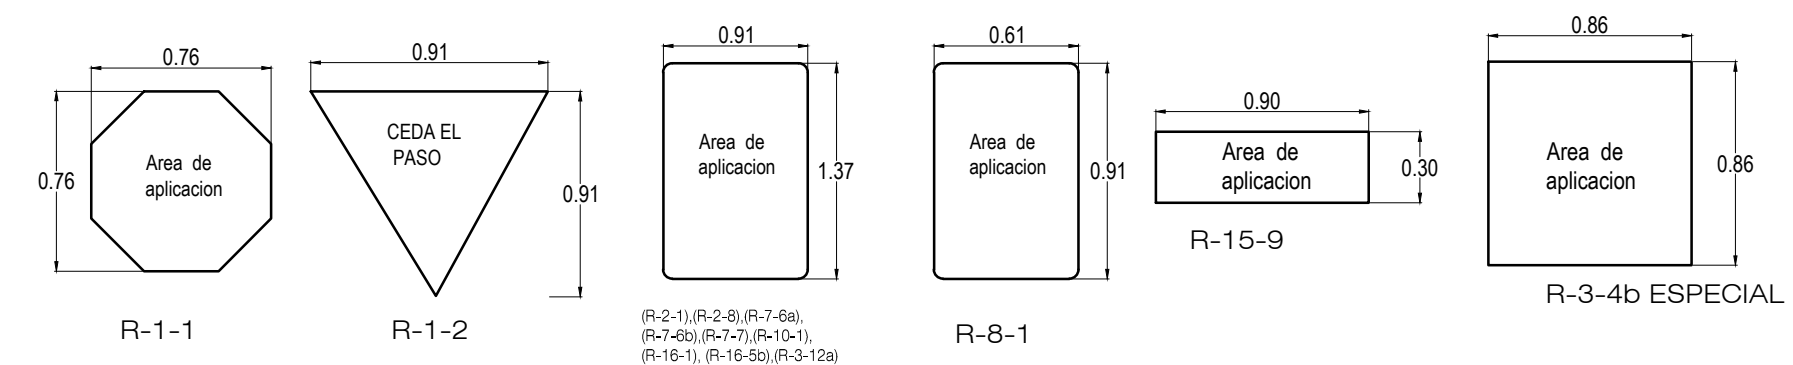 0.76
0.76
Area de
aplicacion
R-1-1
0.91
CEDA EL
PASO
0.91
R-1-2
0.91
Area de
aplicacion
1.37
(R-2-1),(R-2-8),(R-7-6a),
(R-7-6b),(R-7-7),(R-10-1),
(R-16-1), (R-16-5b),(R-3-12a)
0.61
Area de
aplicacion
0.91
R-8-1
0.90
Area de
aplicacion
0.30
R-15-9
0.86
Area de
aplicacion
0.86
R-3-4b ESPECIAL